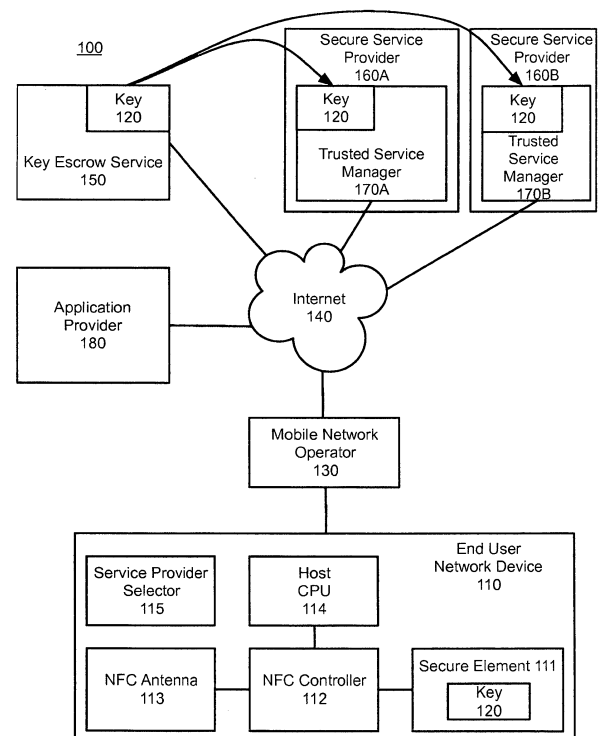 100
Key
120
Key Escrow Service
150
Secure Service
Provider
160A
Key
120
Trusted Service
Manager
170A
Secure Service
Provider
160B
Key
120
Trusted
Service
Manager
170B
Application
Provider
180
Internet
140
Mobile Network
Operator
130
End User
Network Device
110
Service Provider
Selector
115
Host
CPU
114
NFC Antenna
113
NFC Controller
112
Secure Element 111
Key
120